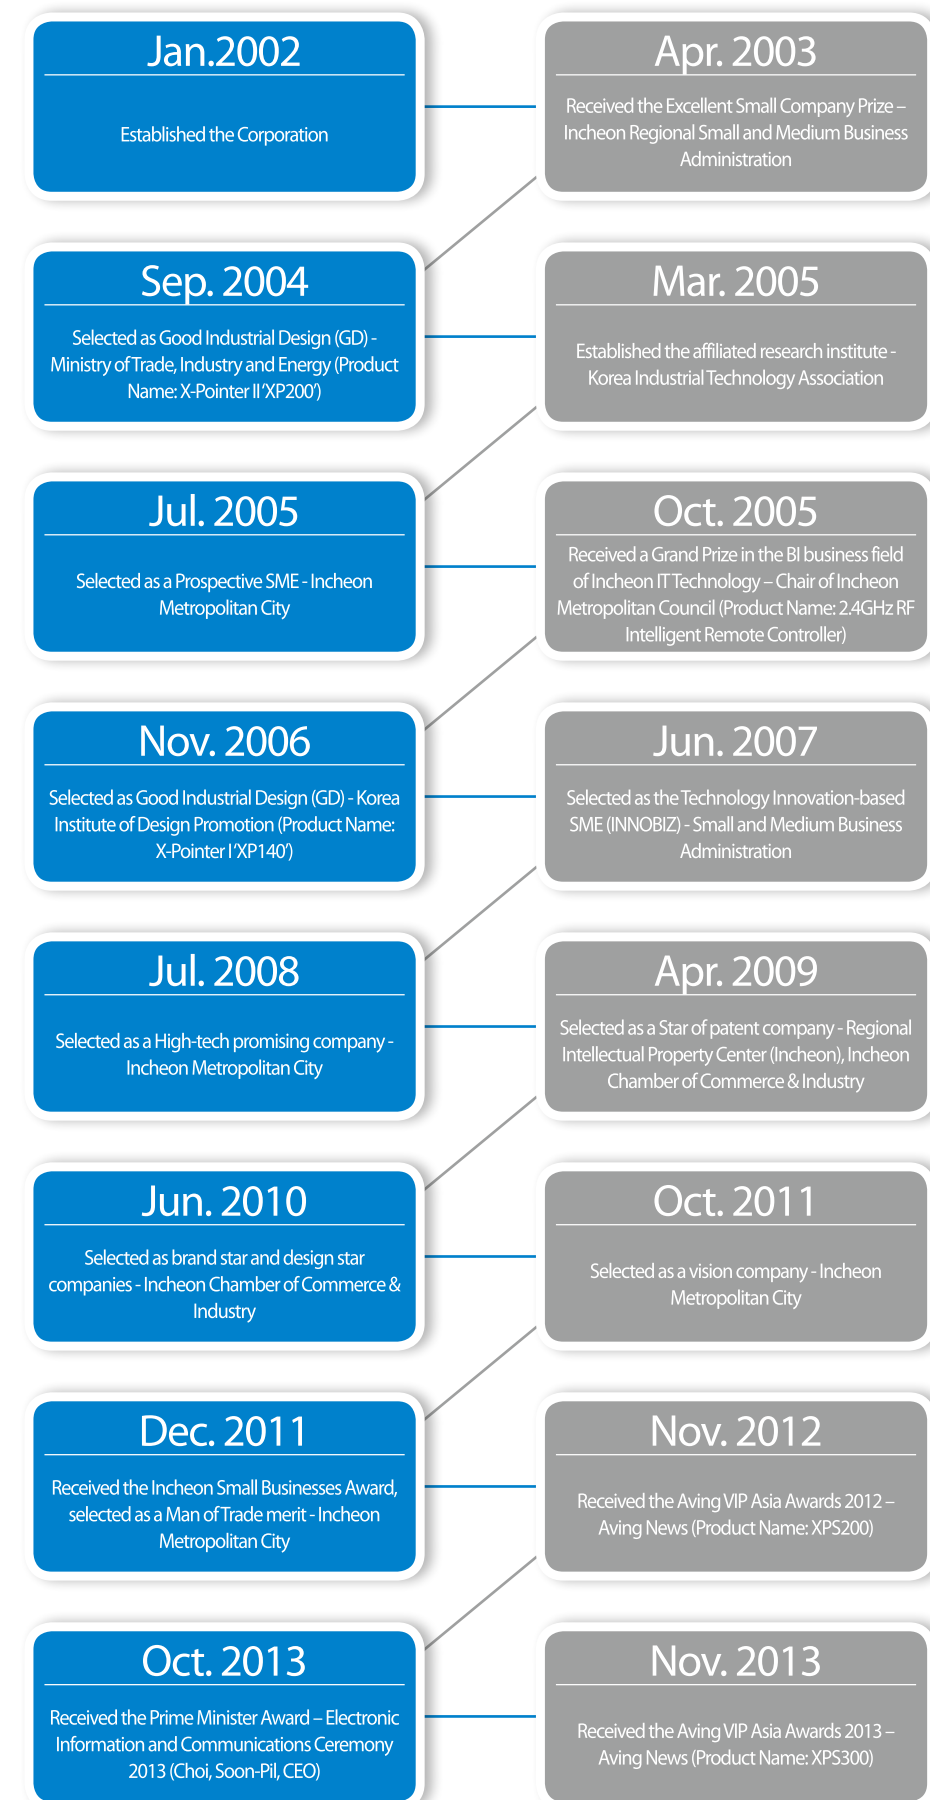 Jan.2002
Established the Corporation
Apr. 2003
Received the Excellent Small Company Prize –
Incheon Regional Small and Medium Business
Administration
Sep. 2004
Selected as Good Industrial Design (GD) -
Ministry of Trade, Industry and Energy (Product
Name: X-Pointer II ‘XP200’)
Mar. 2005
Established the affiliated research institute -
Korea Industrial Technology Association
Jul. 2005
Selected as a Prospective SME - Incheon
Metropolitan City
Oct. 2005
Received a Grand Prize in the BI business field
of Incheon IT Technology – Chair of Incheon
Metropolitan Council (Product Name: 2.4GHz RF
Intelligent Remote Controller)
Nov. 2006
Selected as Good Industrial Design (GD) - Korea
Institute of Design Promotion (Product Name:
X-Pointer I ‘XP140’)
Jun. 2007
Selected as the Technology Innovation-based
SME (INNOBIZ) - Small and Medium Business
Administration
Jul. 2008
Selected as a High-tech promising company -
Incheon Metropolitan City
Apr. 2009
Selected as a Star of patent company - Regional
Intellectual Property Center (Incheon), Incheon
Chamber of Commerce & Industry
Jun. 2010
Selected as brand star and design star
companies - Incheon Chamber of Commerce &
Industry
Oct. 2011
Selected as a vision company - Incheon
Metropolitan City
Dec. 2011
Received the Incheon Small Businesses Award,
selected as a Man of Trade merit - Incheon
Metropolitan City
Nov. 2012
Received the Aving VIP Asia Awards 2012 –
Aving News (Product Name: XPS200)
Oct. 2013
Received the Prime Minister Award – Electronic
Information and Communications Ceremony
2013 (Choi, Soon-Pil, CEO)
Nov. 2013
Received the Aving VIP Asia Awards 2013 –
Aving News (Product Name: XPS300)